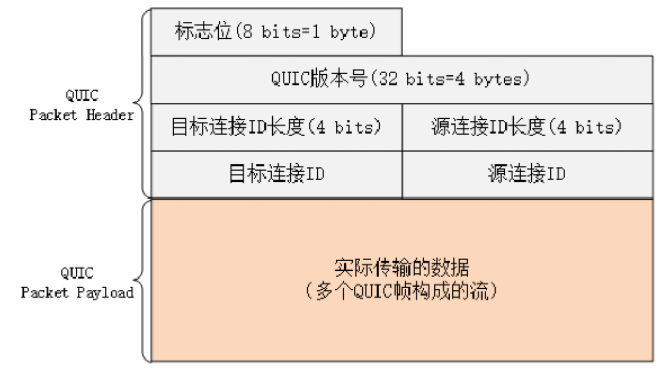 标志位(8 bits=1 byte)
QUIC版本号(32 bits=4 bytes)
QUIC
Packet Header
目标连接ID长度(4 bits)
源连接ID长度(4 bits)
目标连接ID
源连接ID
QUIC
Packet Payload
实际传输的数据
(多个QUIC帧构成的流)